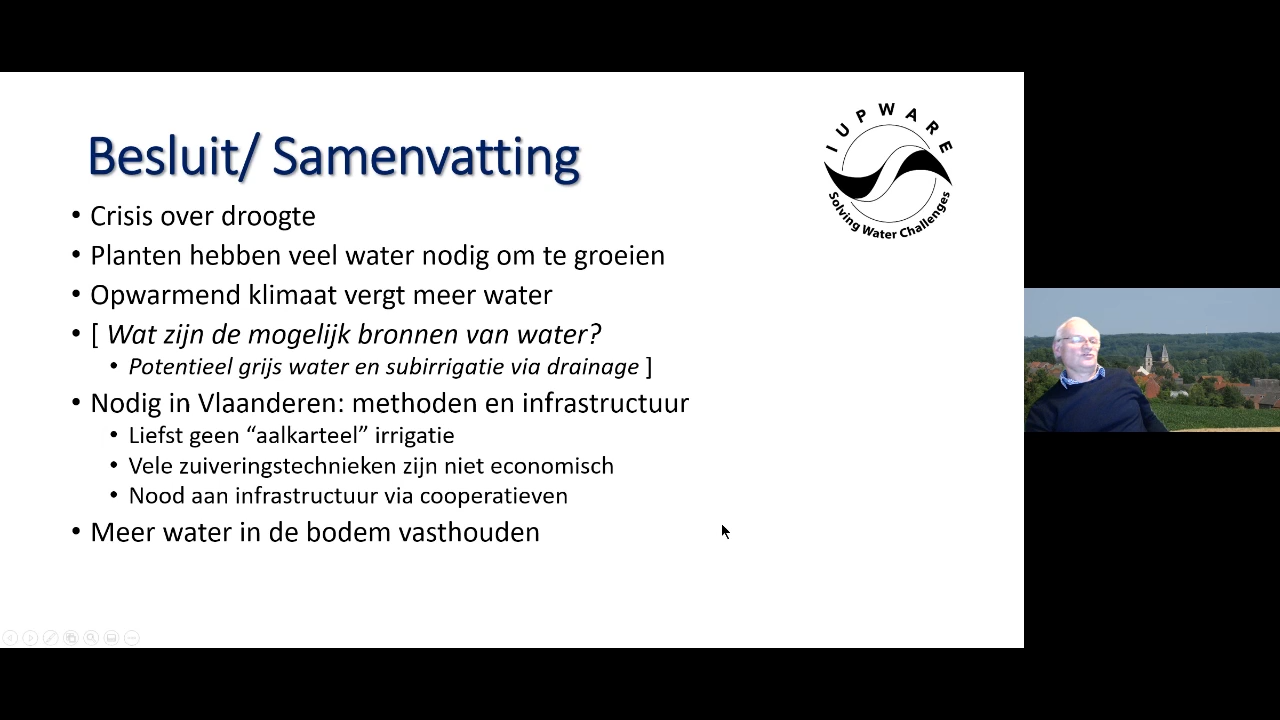 IUPWARE
Solving Water Challenges
Besluit/ Samenvatting
• Crisis over droogte
• Planten hebben veel water nodig om te groeien
• Opwarmend klimaat vergt meer water
• [ Wat zijn de mogelijk bronnen van water?
• Potentieel grijs water en subirrigatie via drainage ]
• Nodig in Vlaanderen: methoden en infrastructuur
• Liefst geen “aalkarteel” irrigatie
• Vele zuiveringstechnieken zijn niet economisch
• Nood aan infrastructuur via cooperatieven
• Meer water in de bodem vasthouden